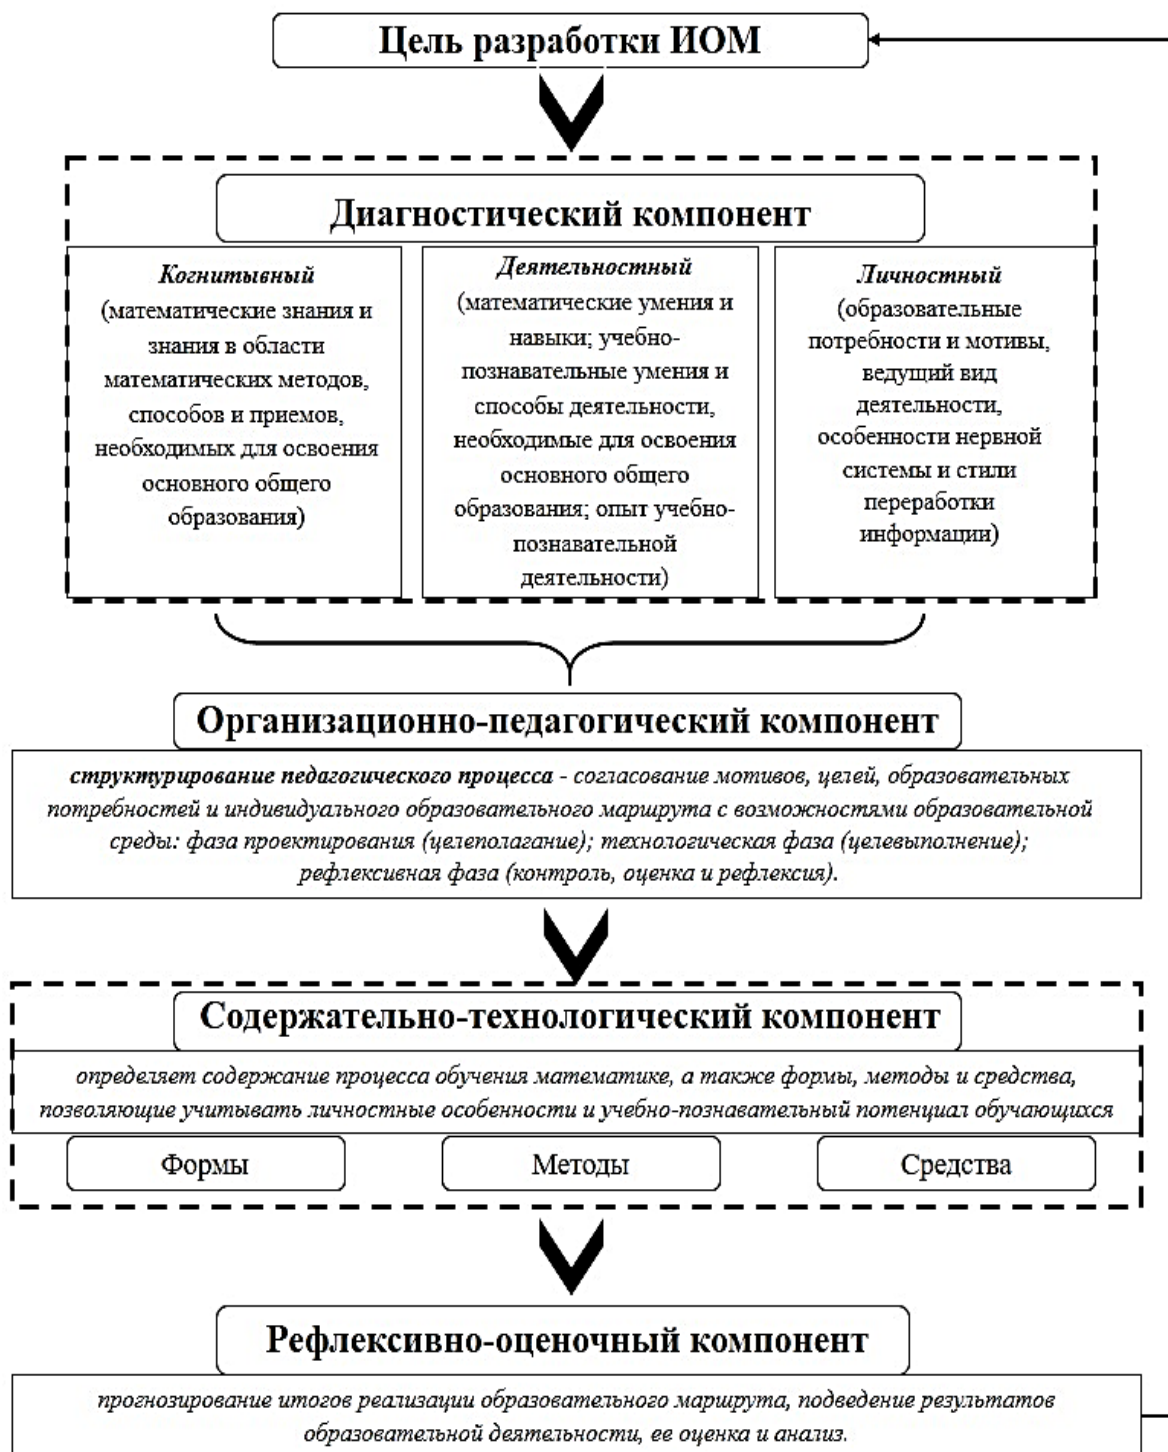 Цель разработки ИОМ
Диагностический компонент
Когнитывный
(математические знания и
знания в области
математических методов,
способов и приемов,
необходимых для освоения
основного общего
образования)
Деятельностный
(математические умения и
навыки; учебно-
познавательные умения и
способы деятельности,
необходимые для освоения
основного общего
образования; опыт учебно-
познавательной
деятельности)
Личностный
(образовательные
потребности и мотивы,
ведущий вид
деятельности,
особенности нервной
системы и стили
переработки
информации)
Организационно-педагогический компонент
структурирование педагогического процесса - согласование мотивов, целей, образовательных
потребностей и индивидуального образовательного маршрута с возможностями образовательной
среды: фаза проектирования (целеполагание); технологическая фаза (целевыполнение);
рефлексивная фаза (контроль, оценка и рефлексия).
Содержательно-технологический компонент
определяет содержание процесса обучения математике, а также формы, методы и средства,
позволяющие учитывать личностные особенности и учебно-познавательный потенциал обучающихся
Формы
Методы
Средства
Рефлексивно-оценочный компонент
прогнозирование итогов реализации образовательного маршрута, подведение результатов
образовательной деятельности, ее оценка и анализ.